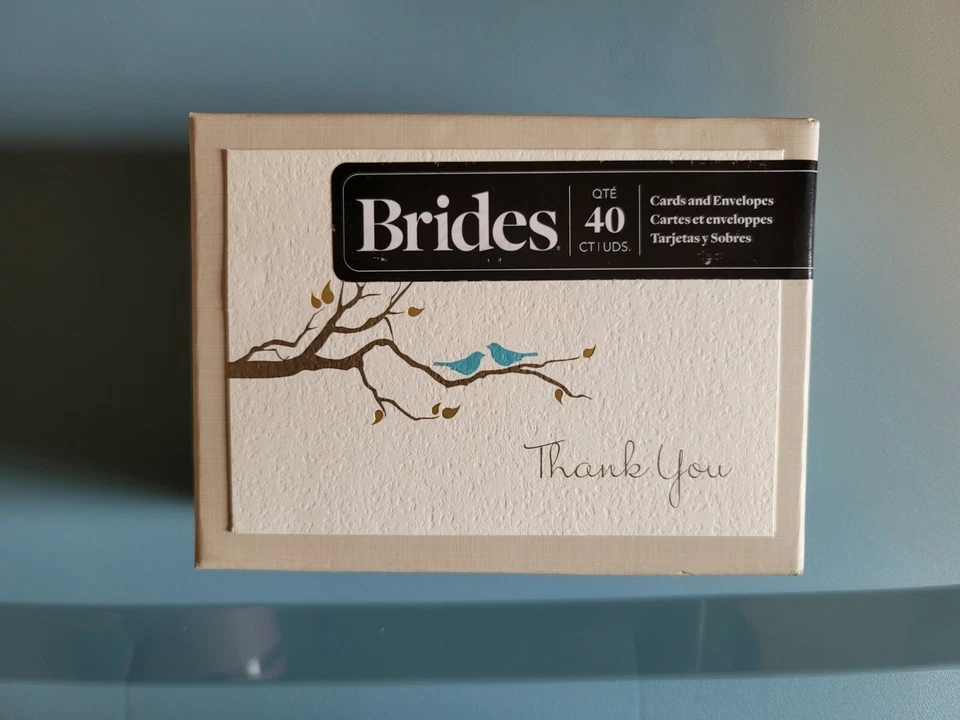 Brides
QTÉ
40
CT | UDS.
Cards and Envelopes
Cartes et enveloppes
Tarjetas y Sobres
Thank You